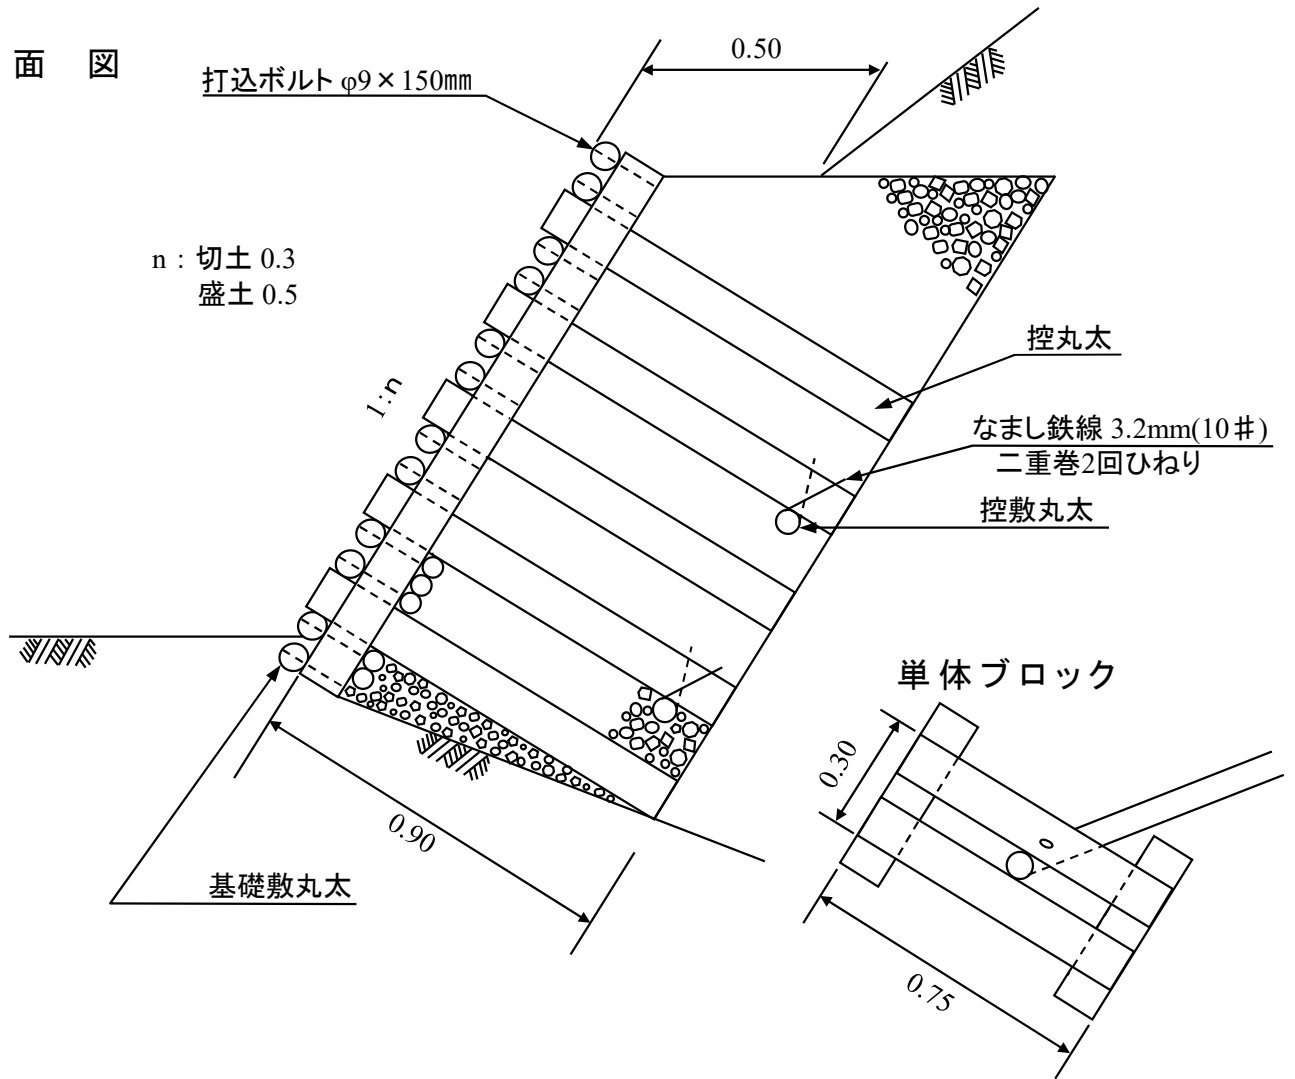 面 図
0.50
打込ボルト φ9×150㎜
n：切土 0.3
盛土 0.5
1:n
控丸太
なまし鉄線 3.2mm(10＃)
二重巻2回ひねり
控敷丸太
単体ブロック
0.30
0.90
基礎敷丸太
0.75